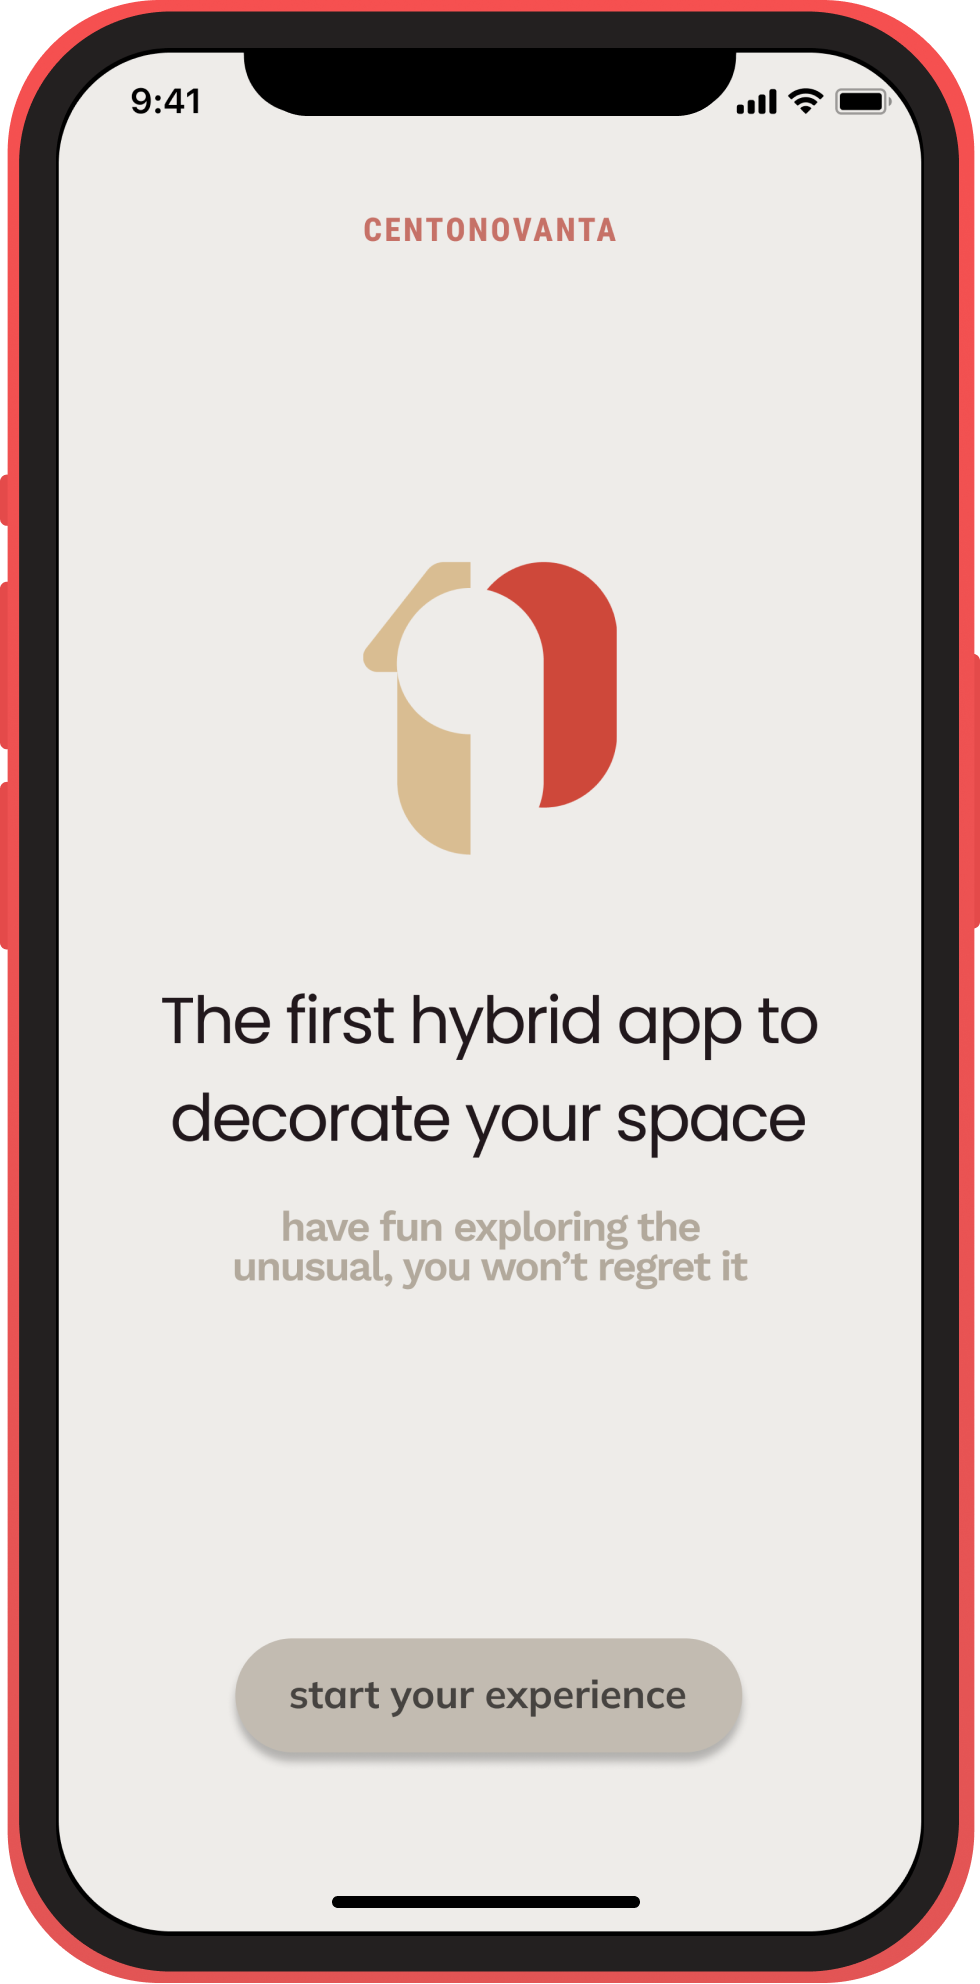 9:41
CENTONOVANTA
The first hybrid app to
decorate your space
have fun exploring the
unusual, you won’t regret it
start your experience